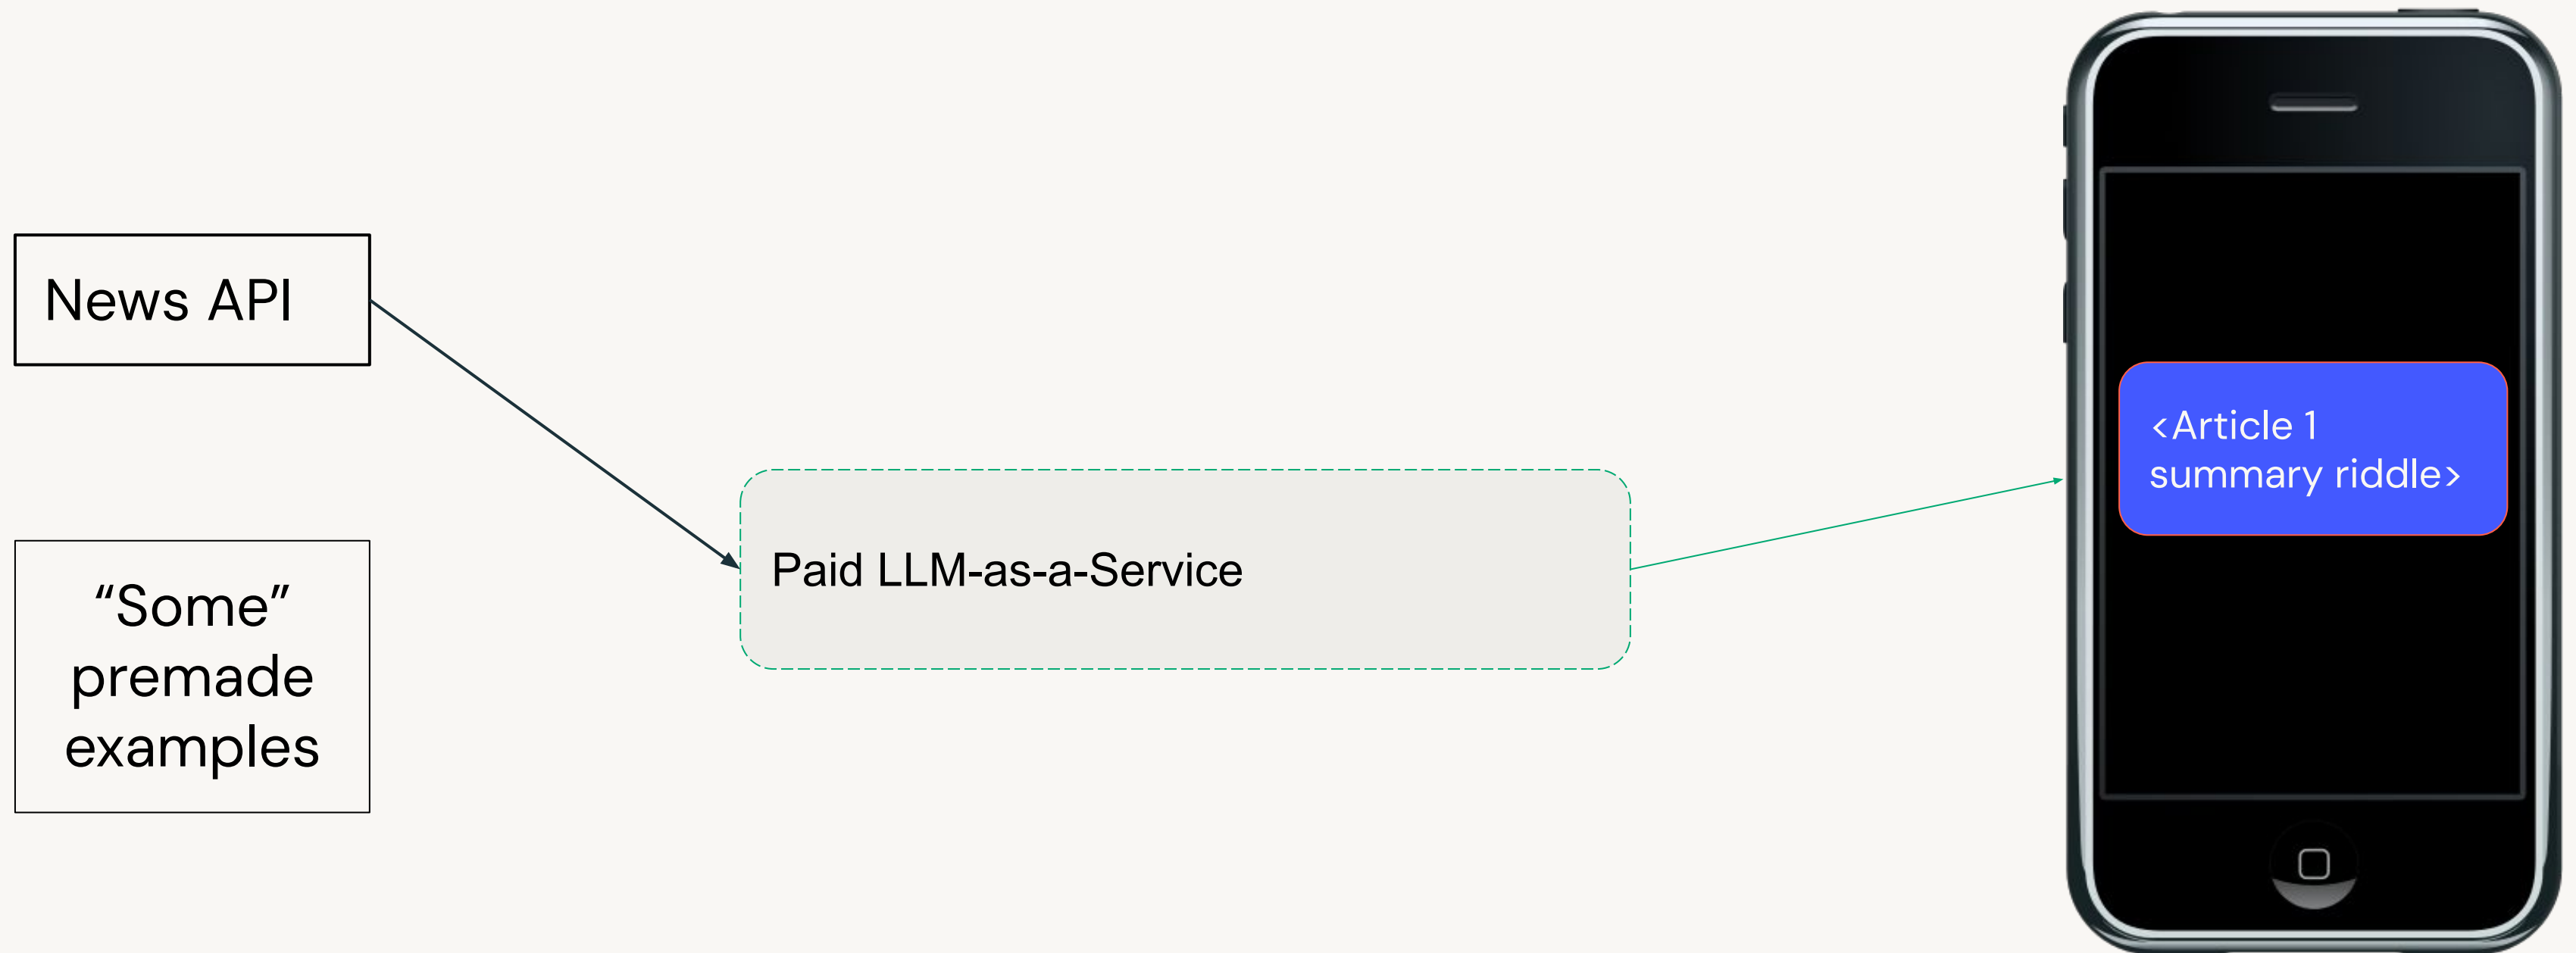 News API
“Some”
premade
examples
Paid LLM-as-a-Service
<Article 1
summary riddle>